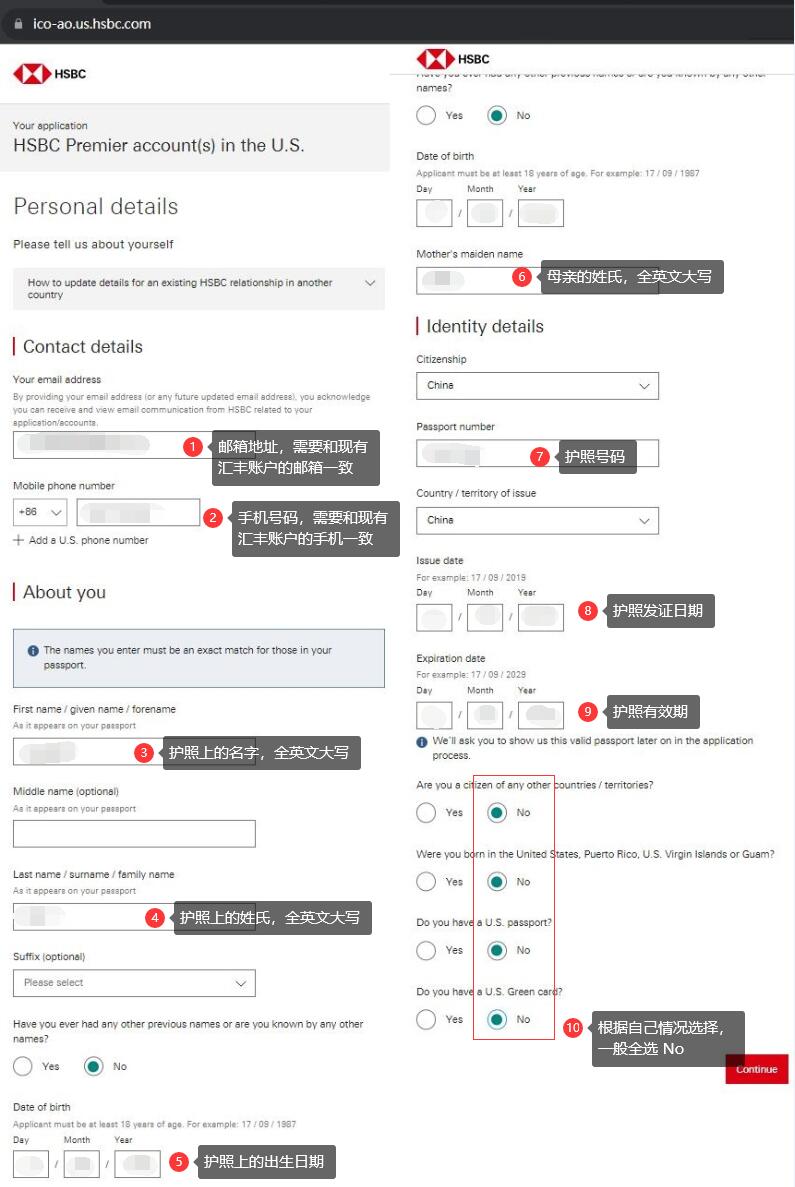 ico-ao.us.hsbc.com
HSBC
Your application
HSBC Premier account(s) in the U.S.
Personal details
Please tell us about yourself
How to update details for an existing HSBC relationship in another
country
Contact details
Your email address
By providing your email address (or any future updated email address), you acknowledge
you can receive and view email communication from HSBC related to your
application/accounts.
1 邮箱地址，需要和现有
汇丰账户的邮箱一致
Mobile phone number
+86
2 手机号码，需要和现有
汇丰账户的手机一致
+ Add a U.S. phone number
About you
The names you enter must be an exact match for those in your
passport.
First name / given name / forename
As it appears on your passport
3 护照上的名字，全英文大写
Middle name (optional)
As it appears on your passport
Last name / surname / family name
As it appears on your passport
4 护照上的姓氏，全英文大写
Suffix (optional)
Please select
Have you ever had any other previous names or are you known by any other
names?
Yes No
Date of birth
Applicant must be at least 18 years of age. For example: 17 / 09 / 1987
Day Month Year
/ /
5 护照上的出生日期
HSBC
Have you ever had any other previous names or are you known by any other
names?
Yes No
Date of birth
Applicant must be at least 18 years of age. For example: 17 / 09 / 1987
Day Month Year
/ /
Mother's maiden name
6 母亲的姓氏，全英文大写
Identity details
Citizenship
China
Passport number
7 护照号码
Country / territory of issue
China
Issue date
For example: 17 / 09 / 2019
Day Month Year
/ /
8 护照发证日期
Expiration date
For example: 17 / 09 / 2029
Day Month Year
/ /
9 护照有效期
We'll ask you to show us this valid passport later on in the application
process.
Are you a citizen of any other countries / territories?
Yes No
Were you born in the United States, Puerto Rico, U.S. Virgin Islands or Guam?
Yes No
Do you have a U.S. passport?
Yes No
Do you have a U.S. Green card?
Yes No
10 根据自己情况选择，
一般全选 No
Continue